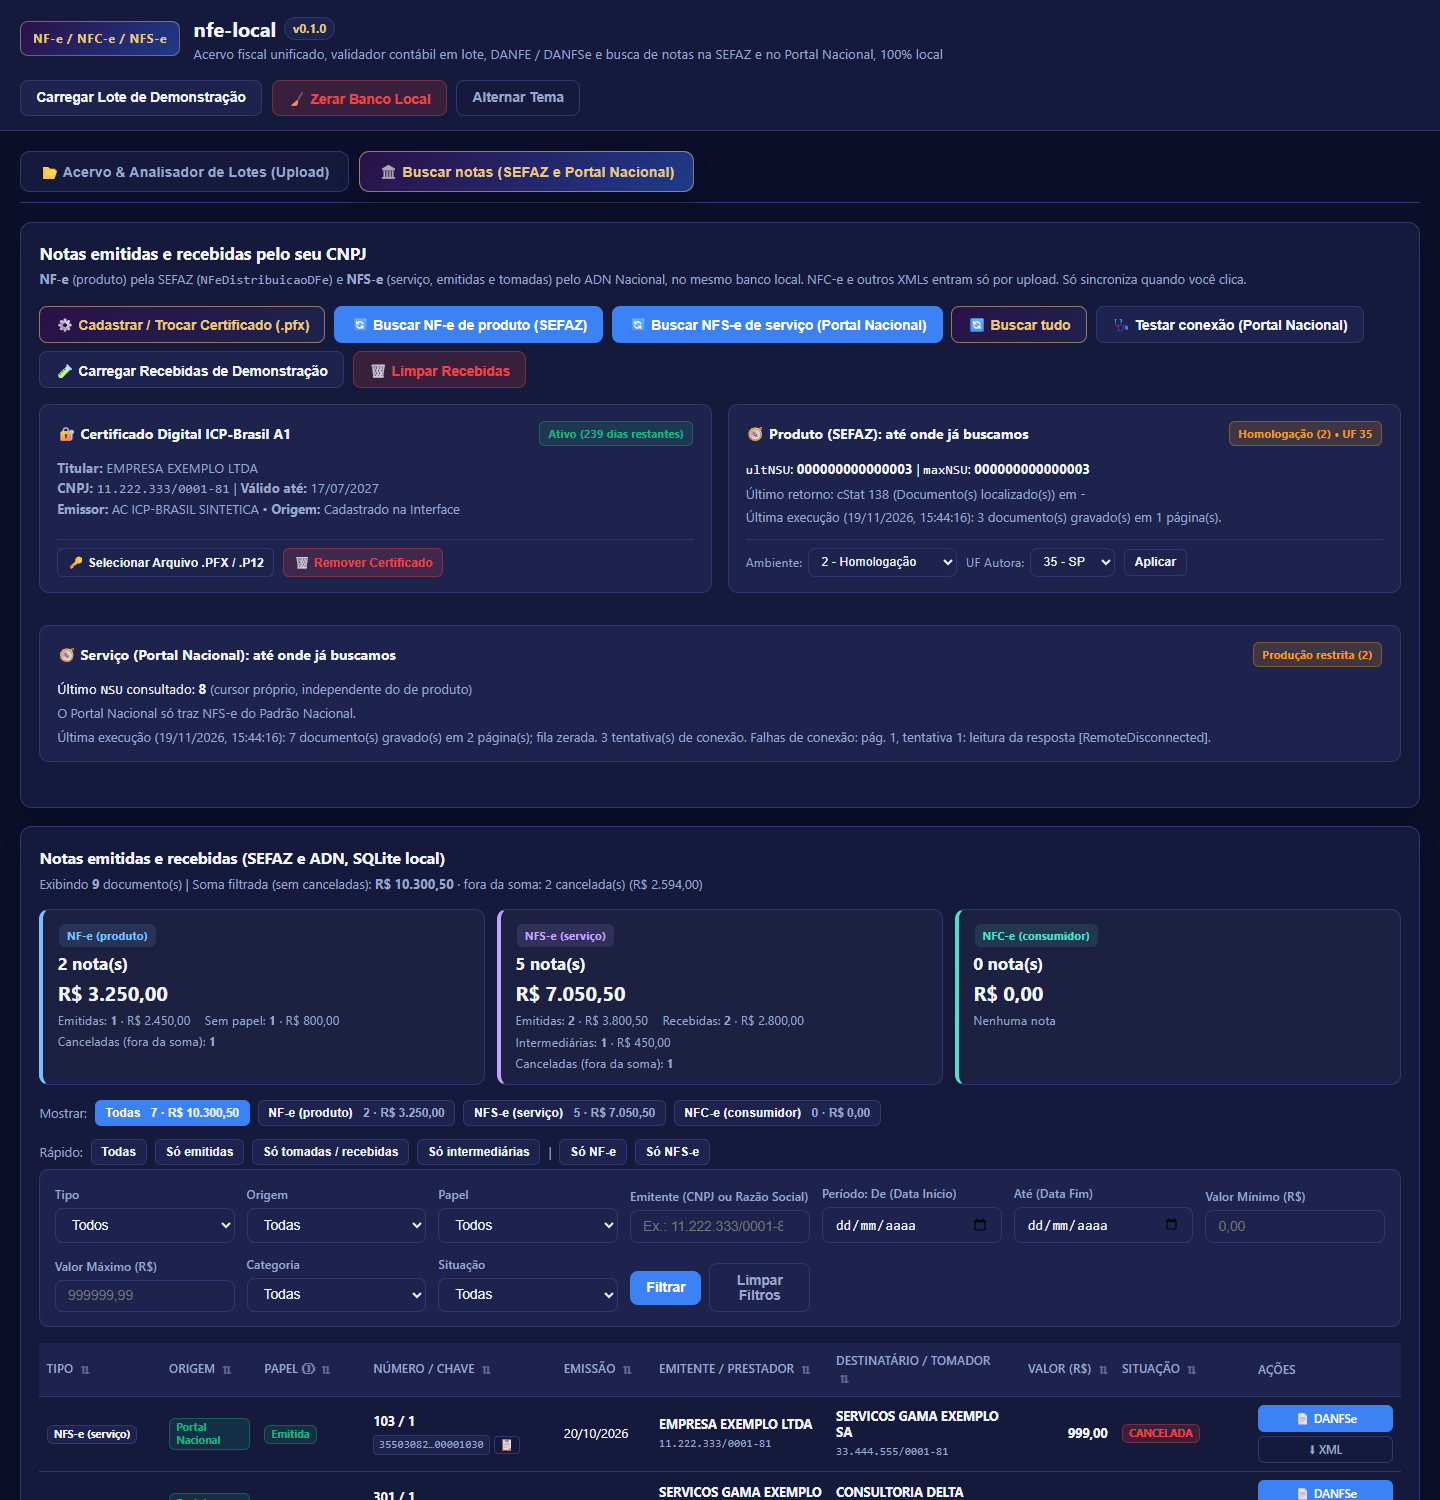 NF-e / NFC-e / NFS-e
nfe-local v0.1.0
Acervo fiscal unificado, validador contábil em lote, DANFE / DANFSe e busca de notas na SEFAZ e no Portal Nacional, 100% local
Carregar Lote de Demonstração Zerar Banco Local Alternar Tema
Acervo & Analisador de Lotes (Upload) Buscar notas (SEFAZ e Portal Nacional)
Notas emitidas e recebidas pelo seu CNPJ
NF-e (produto) pela SEFAZ (NFeDistribuicaoDFe) e NFS-e (serviço, emitidas e tomadas) pelo ADN Nacional, no mesmo banco local. NFC-e e outros XMLs entram só por upload. Só sincroniza quando você clica.
Cadastrar / Trocar Certificado (.pfx) Buscar NF-e de produto (SEFAZ) Buscar NFS-e de serviço (Portal Nacional) Buscar tudo Testar conexão (Portal Nacional)
Carregar Recebidas de Demonstração Limpar Recebidas
Certificado Digital ICP-Brasil A1 Ativo (239 dias restantes)
Titular: EMPRESA EXEMPLO LTDA
CNPJ: 11.222.333/0001-81 | Válido até: 17/07/2027
Emissor: AC ICP-BRASIL SINTETICA • Origem: Cadastrado na Interface
Selecionar Arquivo .PFX / .P12 Remover Certificado
Produto (SEFAZ): até onde já buscamos Homologação (2) • UF 35
ultNSU: 000000000000003 | maxNSU: 000000000000003
Último retorno: cStat 138 (Documento(s) localizado(s)) em -
Última execução (19/11/2026, 15:44:16): 3 documento(s) gravado(s) em 1 página(s).
Ambiente: 2 - Homologação UF Autora: 35 - SP Aplicar
Serviço (Portal Nacional): até onde já buscamos Produção restrita (2)
Último NSU consultado: 8 (cursor próprio, independente do de produto)
O Portal Nacional só traz NFS-e do Padrão Nacional.
Última execução (19/11/2026, 15:44:16): 7 documento(s) gravado(s) em 2 página(s); fila zerada. 3 tentativa(s) de conexão. Falhas de conexão: pág. 1, tentativa 1: leitura da resposta [RemoteDisconnected].
Notas emitidas e recebidas (SEFAZ e ADN, SQLite local)
Exibindo 9 documento(s) | Soma filtrada (sem canceladas): R$ 10.300,50 · fora da soma: 2 cancelada(s) (R$ 2.594,00)
NF-e (produto)
2 nota(s)
R$ 3.250,00
Emitidas: 1 · R$ 2.450,00 Sem papel: 1 · R$ 800,00
Canceladas (fora da soma): 1
NFS-e (serviço)
5 nota(s)
R$ 7.050,50
Emitidas: 2 · R$ 3.800,50 Recebidas: 2 · R$ 2.800,00
Intermediárias: 1 · R$ 450,00
Canceladas (fora da soma): 1
NFC-e (consumidor)
0 nota(s)
R$ 0,00
Nenhuma nota
Mostrar: Todas 7 · R$ 10.300,50 NF-e (produto) 2 · R$ 3.250,00 NFS-e (serviço) 5 · R$ 7.050,50 NFC-e (consumidor) 0 · R$ 0,00
Rápido: Todas Só emitidas Só tomadas / recebidas Só intermediárias | Só NF-e Só NFS-e
Tipo Origem Papel Emitente (CNPJ ou Razão Social) Período: De (Data Início) Até (Data Fim) Valor Mínimo (R$)
Todos Todas Todos Ex.: 11.222.333/0001-8 dd/mm/aaaa dd/mm/aaaa 0,00
Valor Máximo (R$) Categoria Situação
999999,99 Todas Todas Filtrar Limpar Filtros
TIPO ORIGEM PAPEL ⓘ NÚMERO / CHAVE EMISSÃO EMITENTE / PRESTADOR DESTINATÁRIO / TOMADOR VALOR (R$) SITUAÇÃO AÇÕES
NFS-e (serviço) Portal Nacional Emitida 103 / 1 20/10/2026 EMPRESA EXEMPLO LTDA SERVICOS GAMA EXEMPLO SA 999,00 CANCELADA DANFSe
35503082…00001030 11.222.333/0001-81 33.444.555/0001-81 XML
301 / 1 SERVICOS GAMA EXEMPLO CONSULTORIA DELTA DANFSe